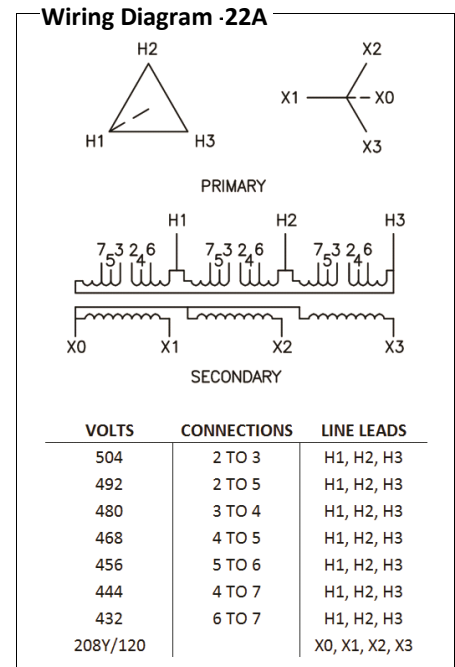 Wiring Diagram -22A
H2
H1
H3
X2
X1
X0
X3
PRIMARY
H1 H2 H3
7 5 3 2 4 6 7 5 3 2 4 6 7 5 3 2 4 6
X0 X1 X2 X3
SECONDARY
VOLTS CONNECTIONS LINE LEADS
504 2 TO 3 H1, H2, H3
492 2 TO 5 H1, H2, H3
480 3 TO 4 H1, H2, H3
468 4 TO 5 H1, H2, H3
456 5 TO 6 H1, H2, H3
444 4 TO 7 H1, H2, H3
432 6 TO 7 H1, H2, H3
208Y/120 X0, X1, X2, X3